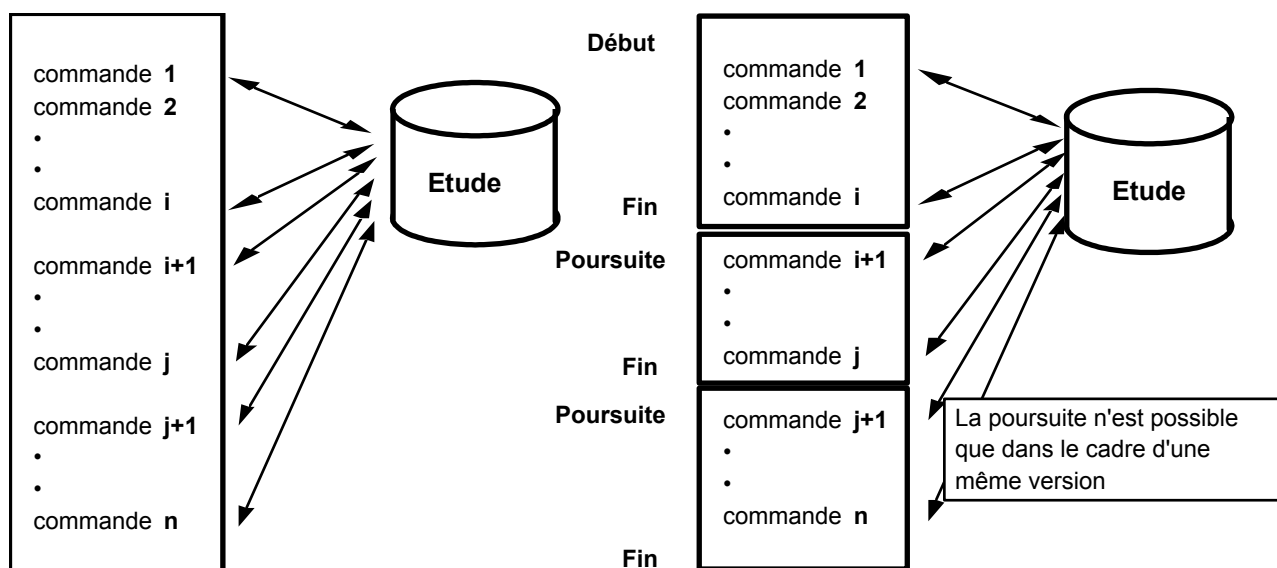 commande 1
commande 2
•
•
commande i
commande i+1
•
•
commande j
commande j+1
•
•
commande n
Etude
Début
commande 1
commande 2
•
•
commande i
Fin
Poursuite
commande i+1
•
•
commande j
Fin
Poursuite
commande j+1
•
•
commande n
Fin
Etude
La poursuite n'est possible
que dans le cadre d'une
même version